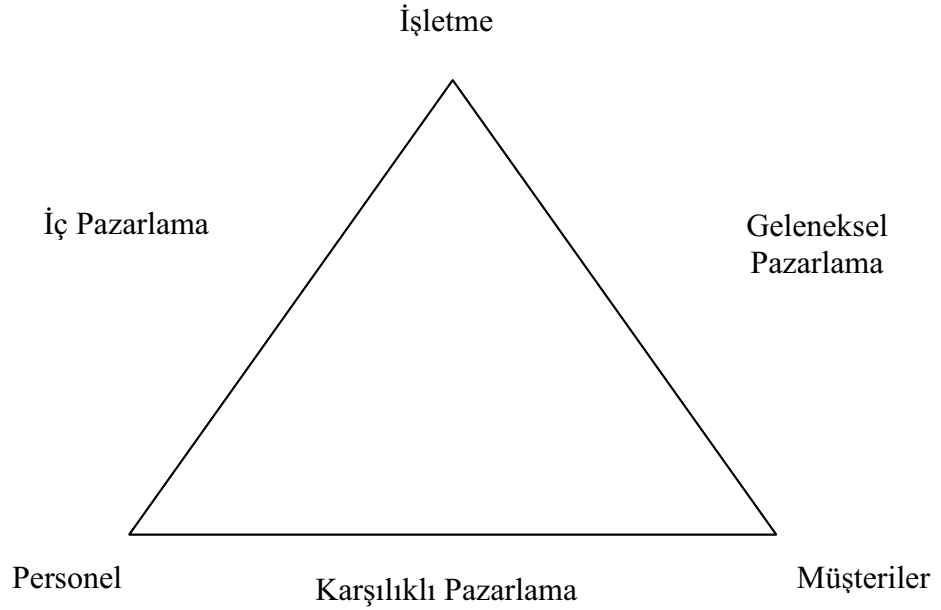 İşletme
İç Pazarlama
Geleneksel
Pazarlama
Personel
Karşılıklı Pazarlama
Müşteriler